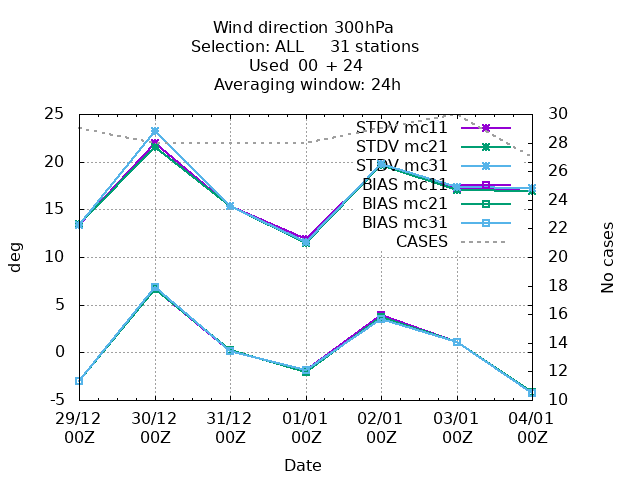 Wind direction 300hPa
Selection: ALL 31 stations
Used 00 + 24
Averaging window: 24h
25
20
15
10
5
0
-5
deg
30
28
26
24
22
20
18
16
14
12
10
No cases
STDV mc11
STDV mc21
STDV mc31
BIAS mc11
BIAS mc21
BIAS mc31
CASES
29/12 30/12 31/12 01/01 02/01 03/01 04/01
00Z 00Z 00Z 00Z 00Z 00Z 00Z
Date